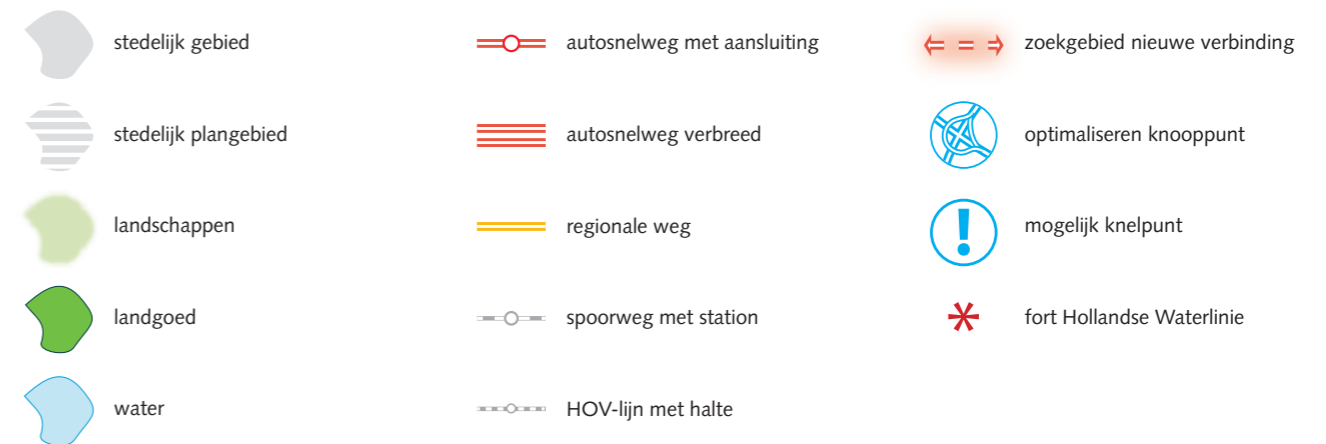 stedelijk gebied
stedelijk plangebied
landschappen
landgoed
water
autosnelweg met aansluiting
autosnelweg verbreed
regionale weg
spoorweg met station
HOV-lijn met halte
zoekgebied nieuwe verbinding
optimaliseren knooppunt
mogelijk knelpunt
fort Hollandse Waterlinie